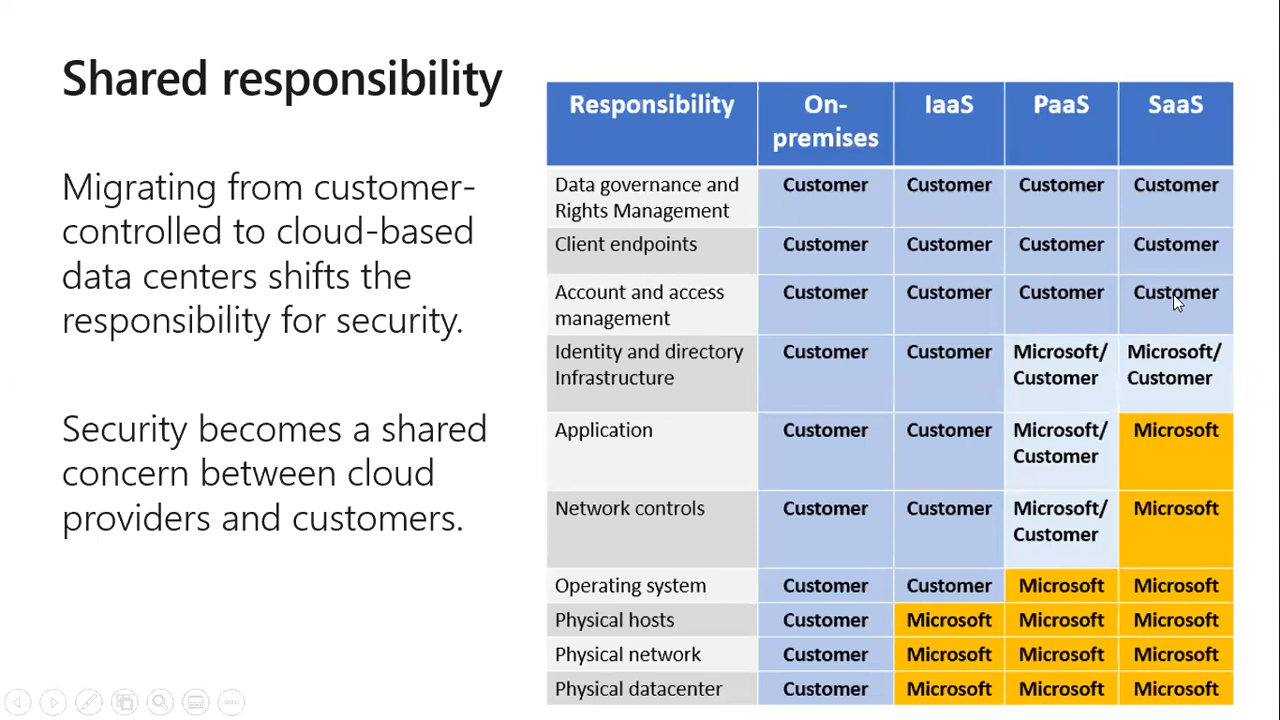 Shared responsibility
Migrating from customer-
controlled to cloud-based
data centers shifts the
responsibility for security.
Security becomes a shared
concern between cloud
providers and customers.
Responsibility On- IaaS PaaS SaaS
premises
Data governance and Customer Customer Customer Customer
Rights Management
Client endpoints Customer Customer Customer Customer
Account and access Customer Customer Customer Customer
management
Identity and directory Customer Customer Microsoft/ Microsoft/
Infrastructure Customer Customer
Application Customer Customer Microsoft/ Microsoft
Customer
Network controls Customer Customer Microsoft/ Microsoft
Customer
Operating system Customer Customer Microsoft Microsoft
Physical hosts Customer Microsoft Microsoft Microsoft
Physical network Customer Microsoft Microsoft Microsoft
Physical datacenter Customer Microsoft Microsoft Microsoft